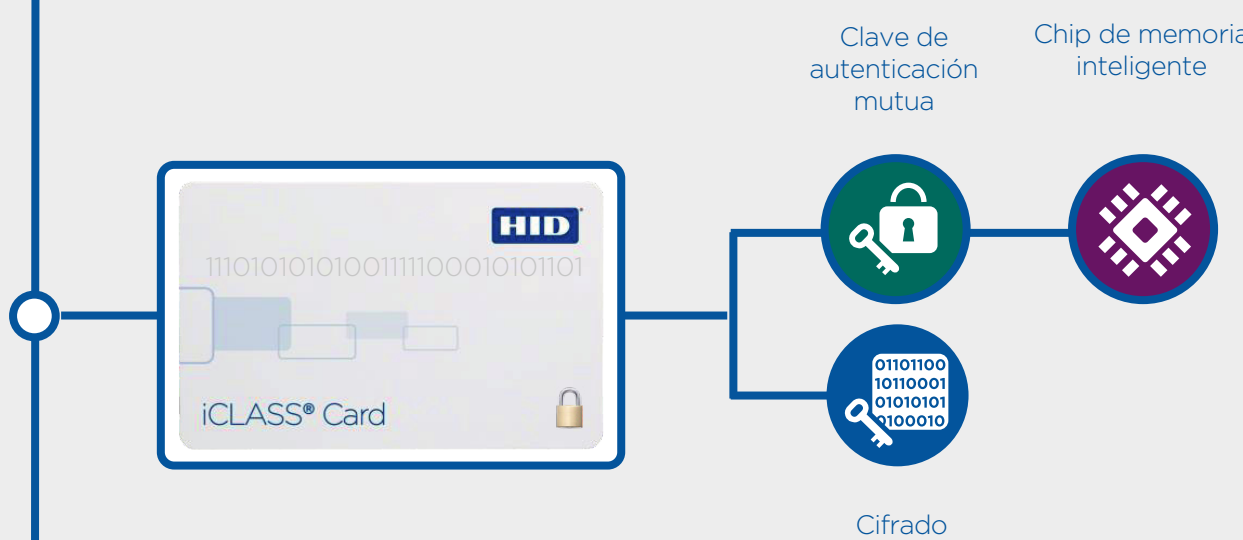 Clave de
autenticación
mutua
Chip de memoria
inteligente
HID
11101010101001111100010101101
iCLASS® Card
01101100
10110001
01010101
0100010
Cifrado